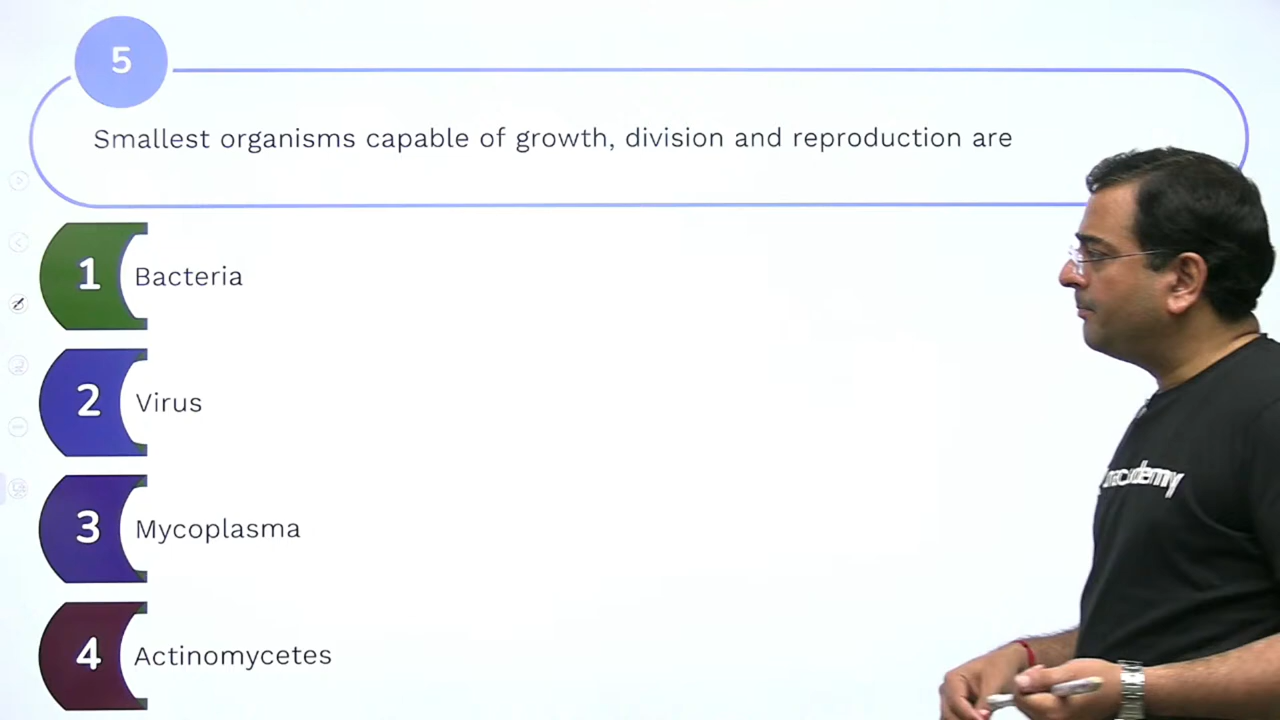 5
Smallest organisms capable of growth, division and reproduction are
1 Bacteria
2 Virus
3 Mycoplasma
4 Actinomycetes